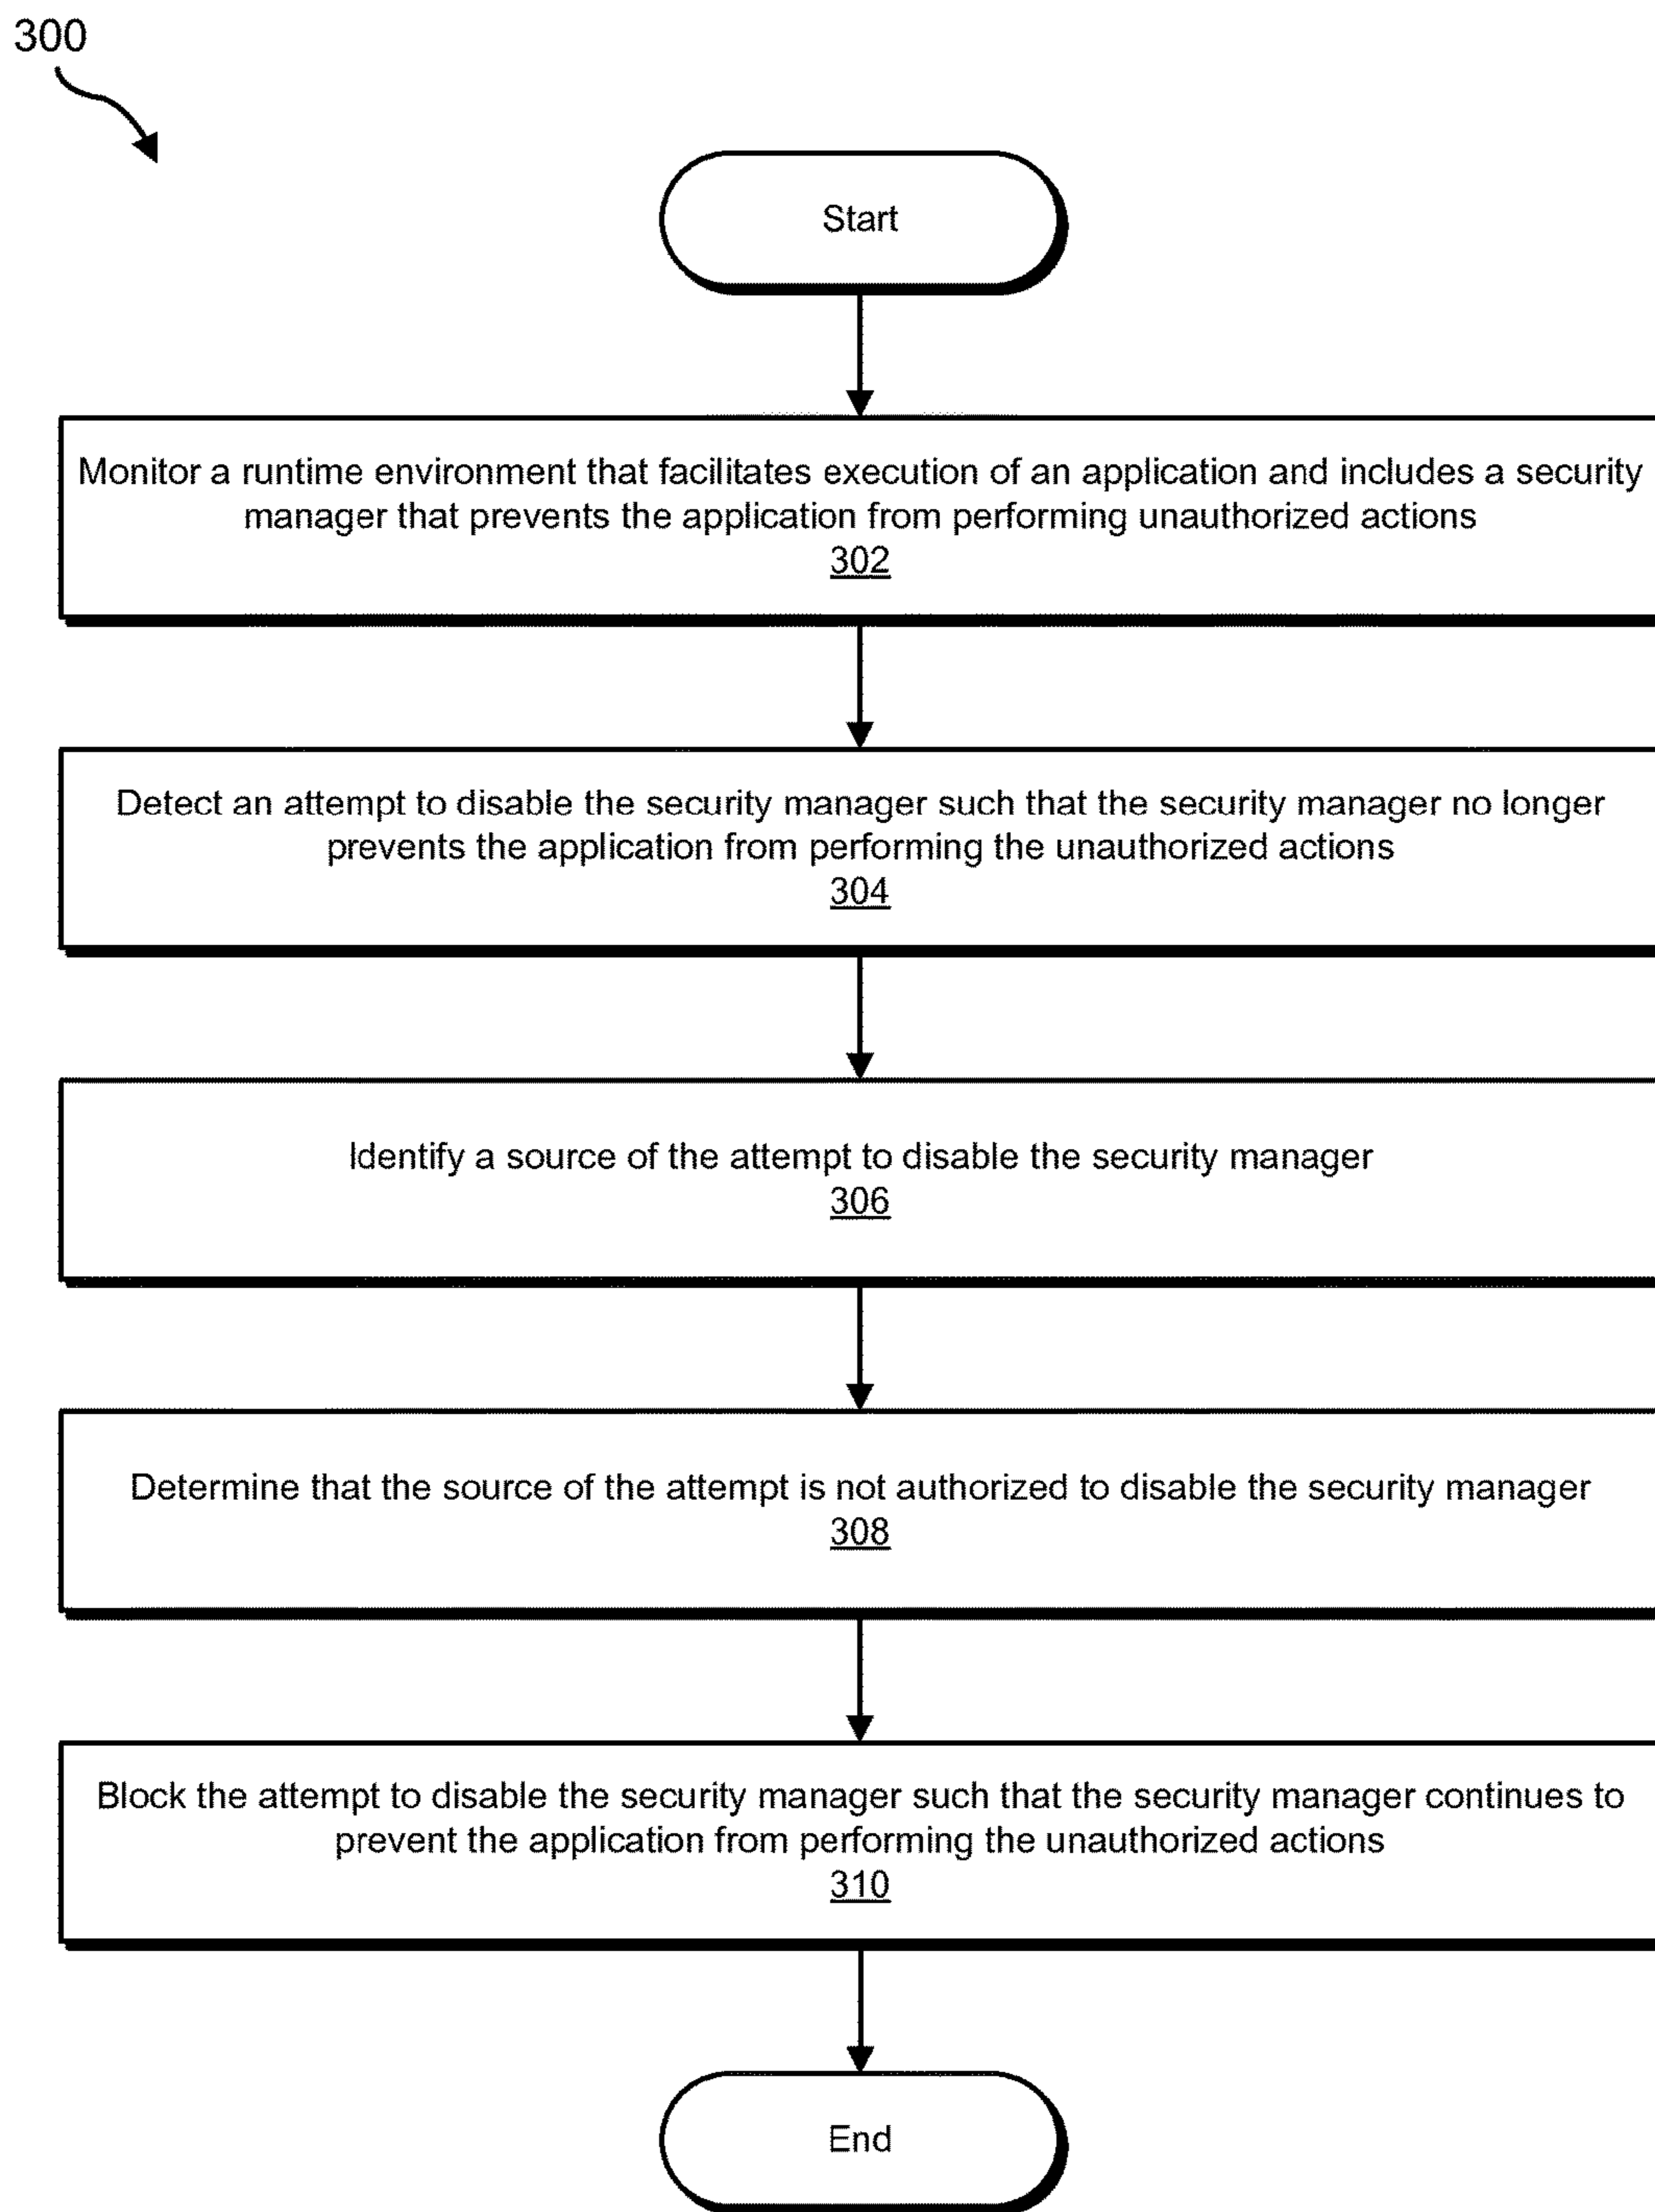 300
Start
Monitor a runtime environment that facilitates execution of an application and includes a security
manager that prevents the application from performing unauthorized actions
302
Detect an attempt to disable the security manager such that the security manager no longer
prevents the application from performing the unauthorized actions
304
Identify a source of the attempt to disable the security manager
306
Determine that the source of the attempt is not authorized to disable the security manager
308
Block the attempt to disable the security manager such that the security manager continues to
prevent the application from performing the unauthorized actions
310
End